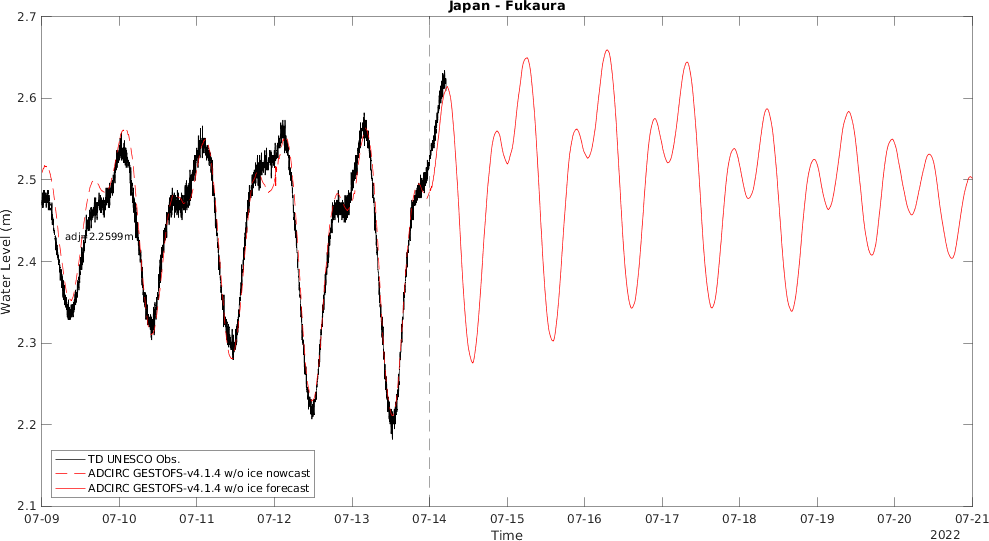 Japan - Fukaura
2.7
2.6
2.5
2.4
2.3
2.2
2.1
Water Level (m)
adj=2.2599m
TD UNESCO Obs.
ADCIRC GESTOFS-v4.1.4 w/o ice nowcast
ADCIRC GESTOFS-v4.1.4 w/o ice forecast
07-09 07-10 07-11 07-12 07-13 07-14 07-15 07-16 07-17 07-18 07-19 07-20 07-21
Time
2022